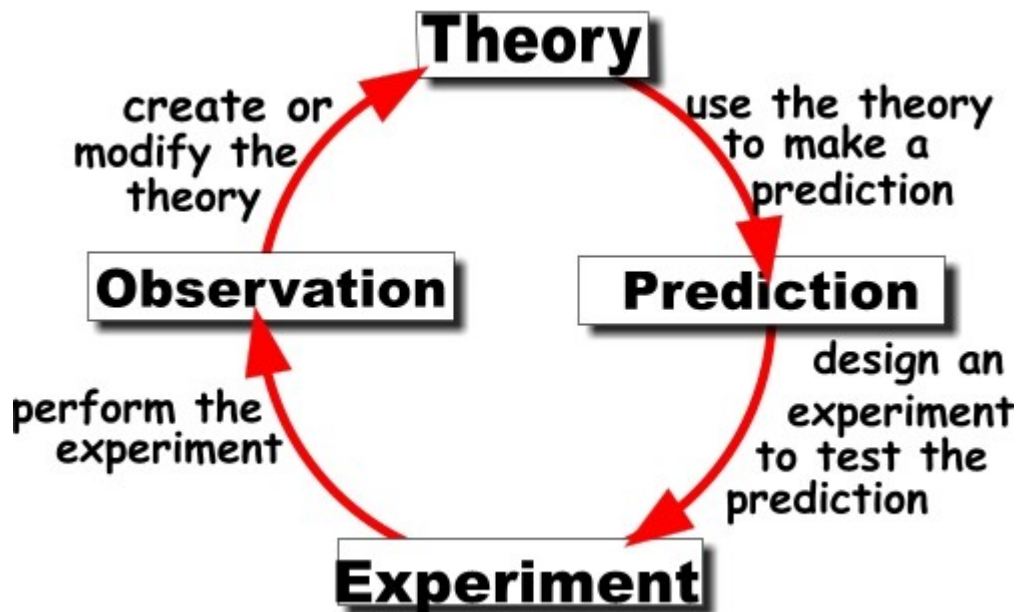 Theory
use the theory
to make a
prediction
Prediction
design an
experiment
to test the
prediction
Experiment
perform the
experiment
Observation
create or
modify the
theory